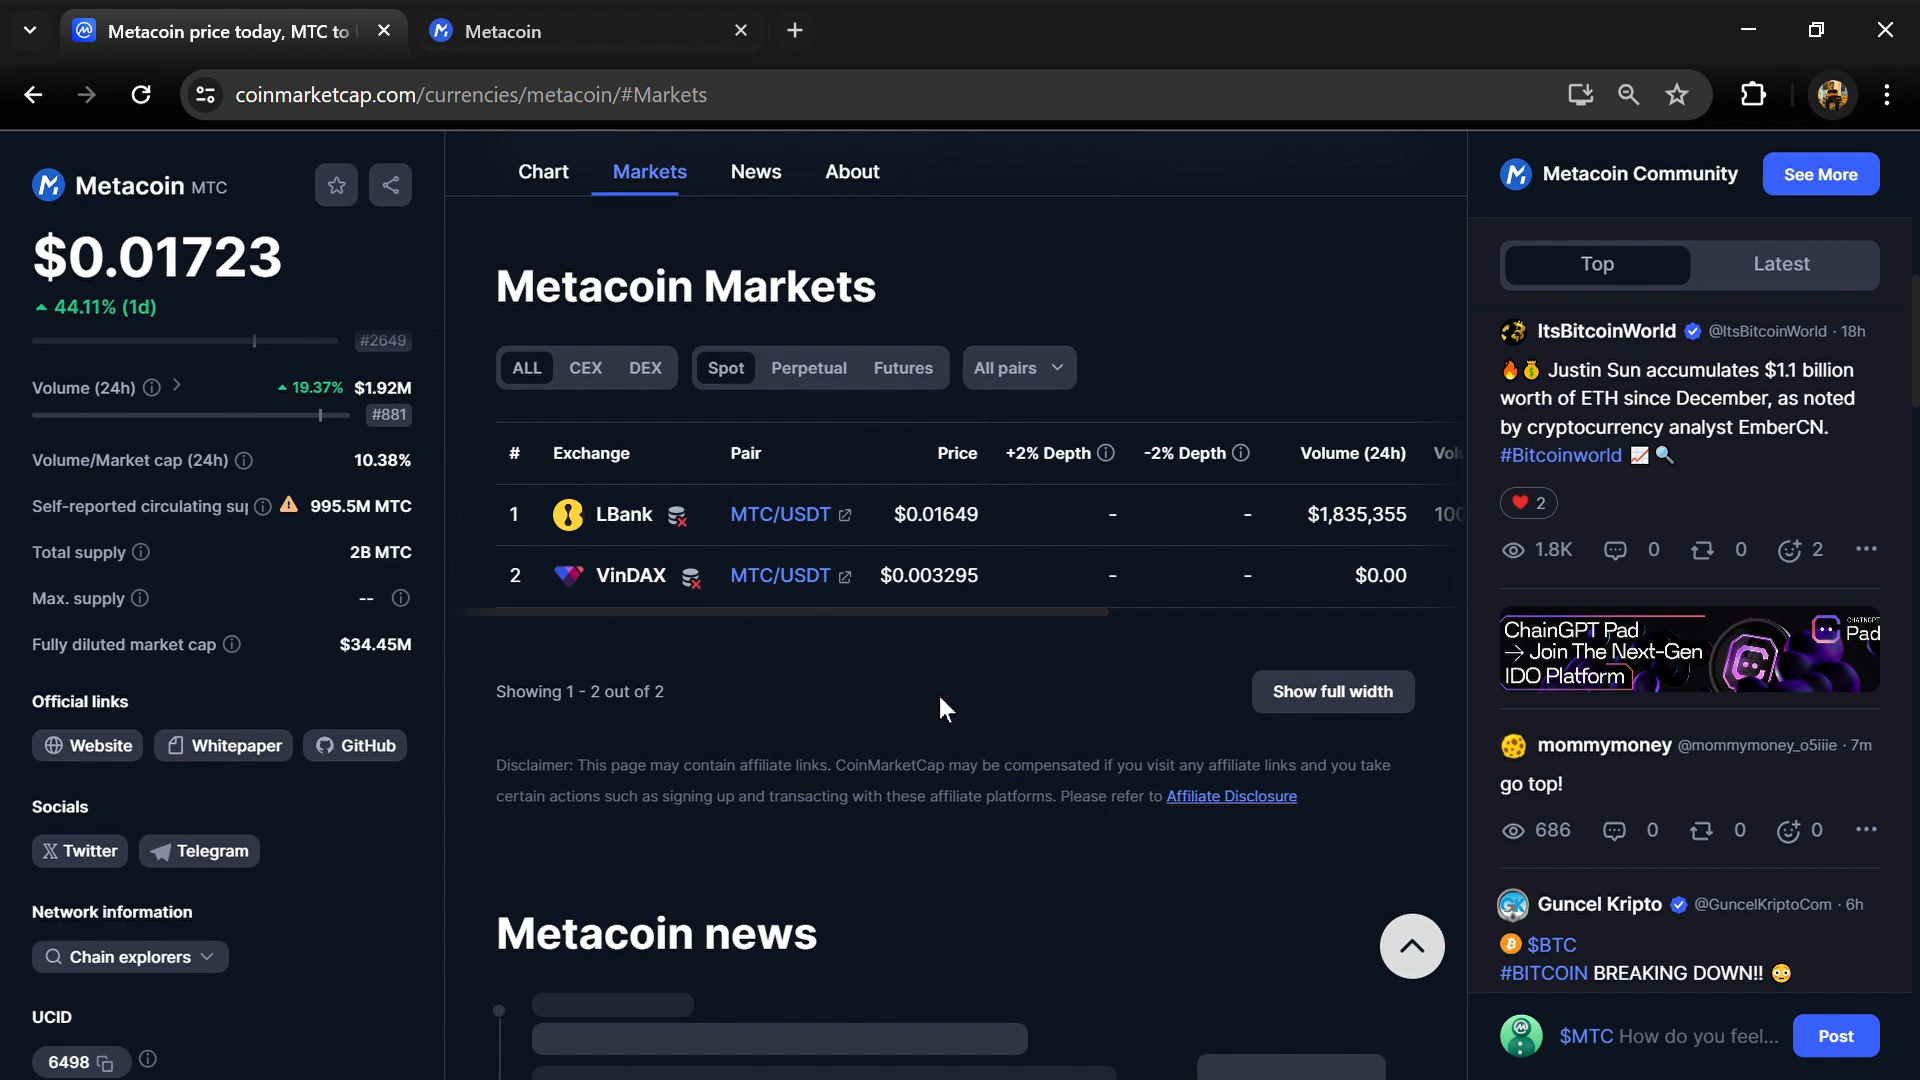 Metacoin price today, MTC to
Metacoin
coinmarketcap.com/currencies/metacoin/#Markets
Metacoin MTC
$0.01723
44.11% (1d)
#2649
Volume (24h)
19.37% $1.92M
#881
Volume/Market cap (24h)
10.38%
Self-reported circulating su
995.5M MTC
Total supply
2B MTC
Max. supply
--
Fully diluted market cap
$34.45M
Official links
Website
Whitepaper
GitHub
Socials
Twitter
Telegram
Network information
Chain explorers
UCID
6498
Chart
Markets
News
About
Metacoin Markets
ALL
CEX
DEX
Spot
Perpetual
Futures
All pairs
# Exchange Pair Price +2% Depth -2% Depth Volume (24h)
1 LBank MTC/USDT $0.01649 - - $1,835,355 100
2 VinDAX MTC/USDT $0.003295 - - $0.00
Showing 1 - 2 out of 2
Show full width
Disclaimer: This page may contain affiliate links. CoinMarketCap may be compensated if you visit any affiliate links and you take
certain actions such as signing up and transacting with these affiliate platforms. Please refer to Affiliate Disclosure
Metacoin news
Metacoin Community
See More
Top
Latest
ItsBitcoinWorld @ItsBitcoinWorld · 18h
🔥💰 Justin Sun accumulates $1.1 billion
worth of ETH since December, as noted
by cryptocurrency analyst EmberCN.
#Bitcoinworld 📈🔍
❤️ 2
1.8K 0 0 2
ChainGPT Pad
→ Join The Next-Gen
IDO Platform
CHAINGPT
Pad
mommymoney @mommymoney_o5iiie · 7m
go top!
686 0 0 0
Guncel Kripto @GuncelKriptoCom · 6h
$BTC
#BITCOIN BREAKING DOWN!! 😳
$MTC How do you feel...
Post